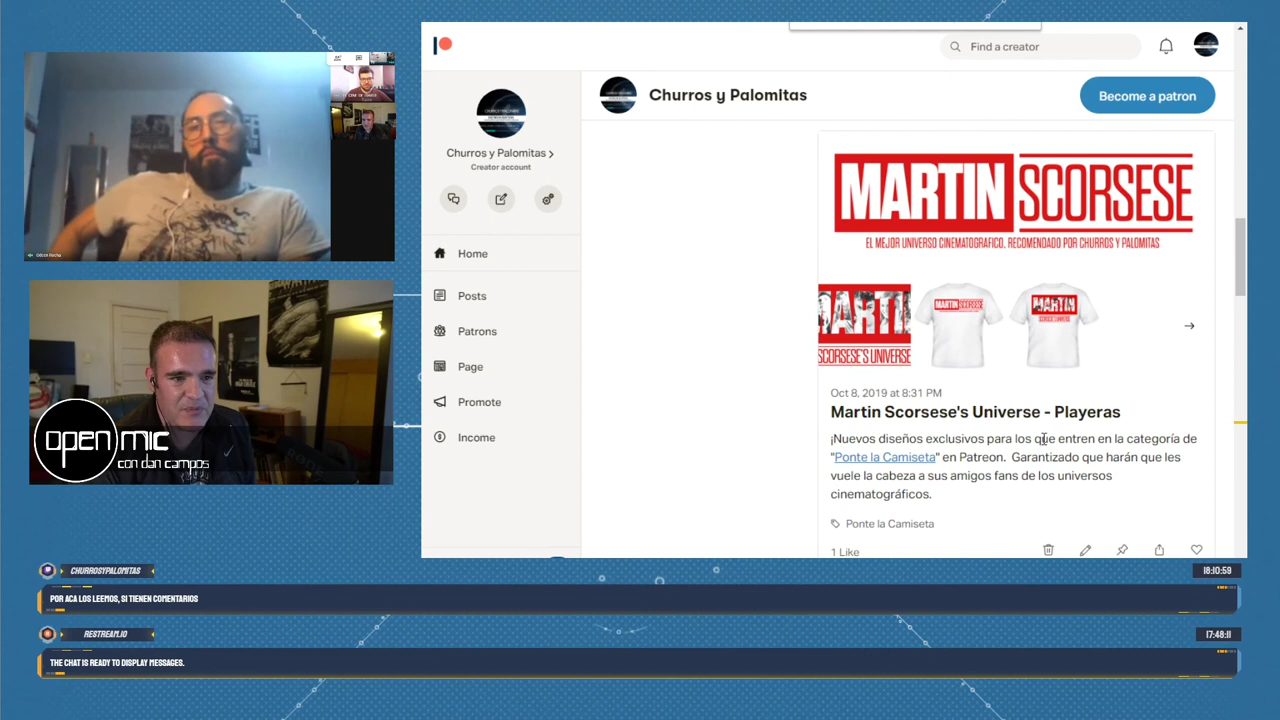 Find a creator
Churros y Palomitas
Become a patron
Churros y Palomitas
Creator account
Home
Posts
Patrons
Page
Promote
Income
MARTIN SCORSESE
EL MEJOR UNIVERSO CINEMATOGRAFICO. RECOMENDADO POR CHURROS Y PALOMITAS
SCORSESE'S UNIVERSE
MARTIN SCORSESE
MARTIN
Oct 8, 2019 at 8:31 PM
Martin Scorsese's Universe - Playeras
¡Nuevos diseños exclusivos para los que entren en la categoría de
"Ponte la Camiseta" en Patreon. Garantizado que harán que les
vuele la cabeza a sus amigos fans de los universos
cinematográficos.
Ponte la Camiseta
1 Like
open mic
con dan campos
CHURROSYPALOMITAS
18:10:59
POR ACA LOS LEEMOS, SI TIENEN COMENTARIOS
RESTREAM.IO
17:48:11
THE CHAT IS READY TO DISPLAY MESSAGES.